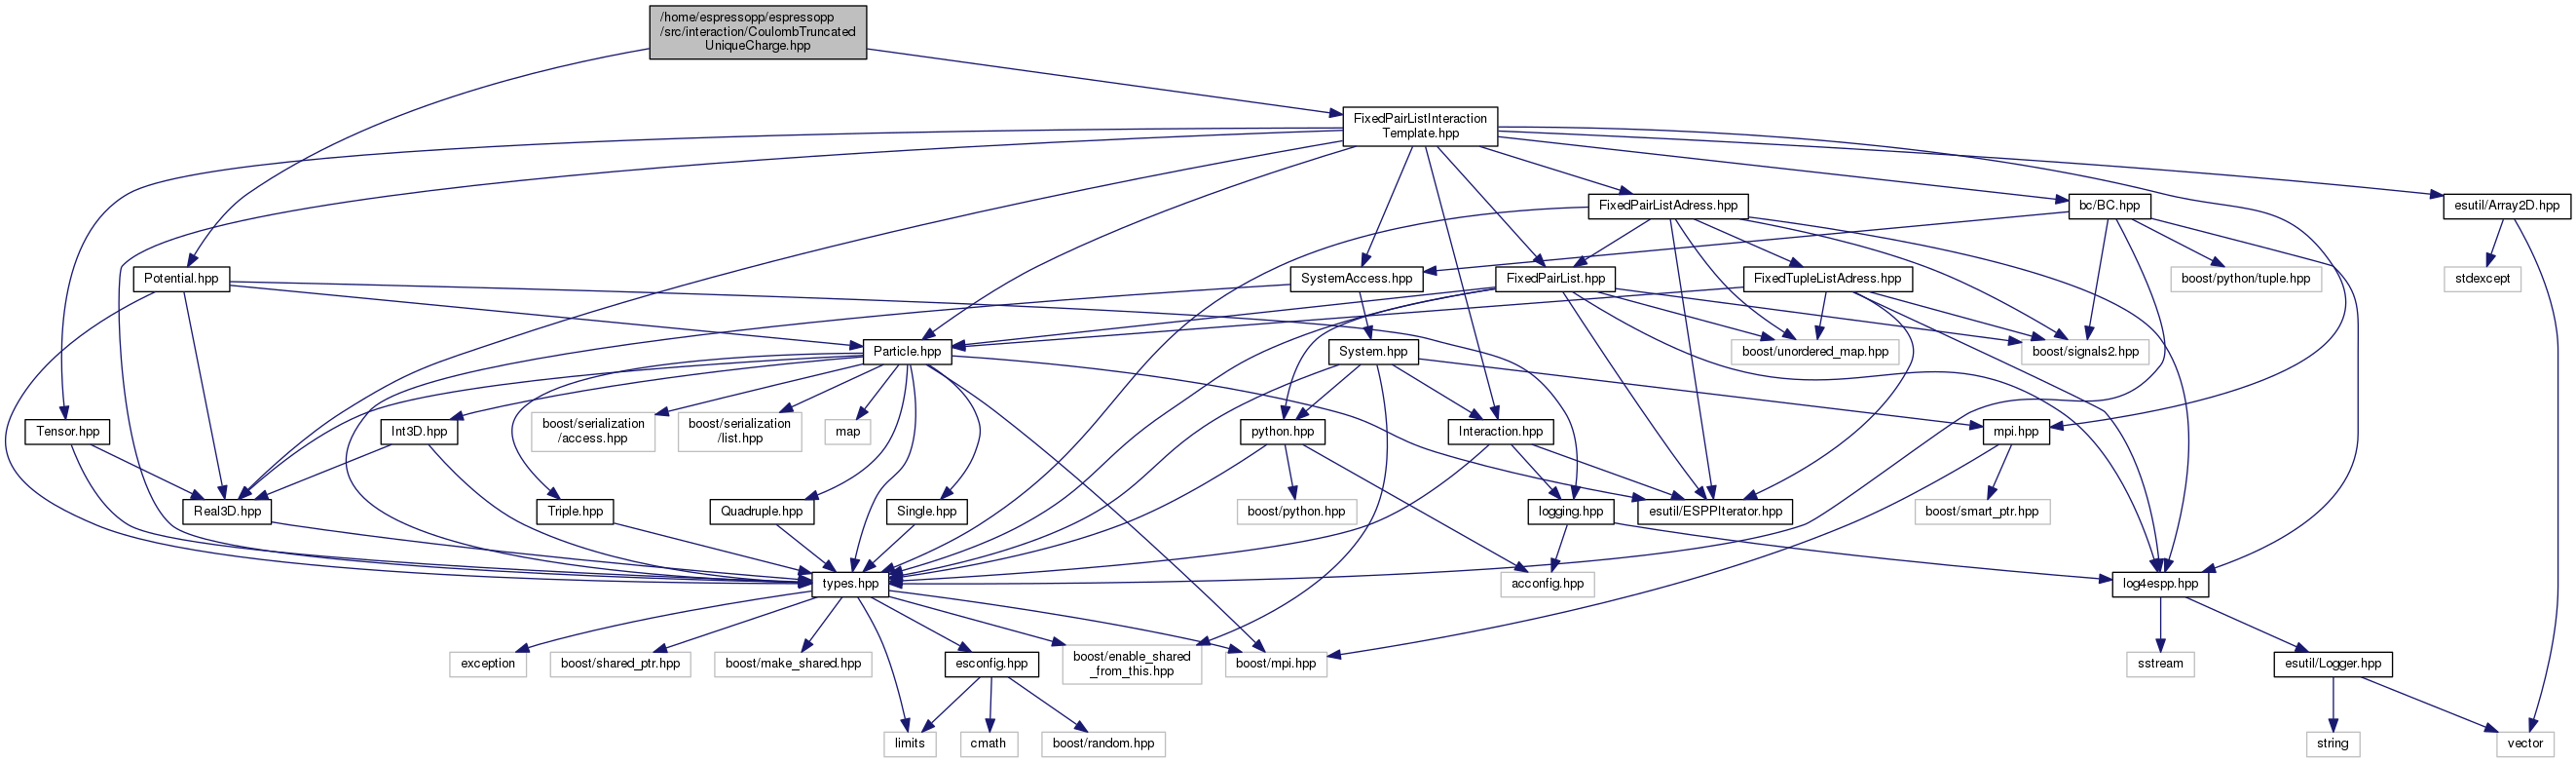 /home/espressopp/espressopp
/src/interaction/CoulombTruncated
UniqueCharge.hpp
FixedPairListInteraction
Template.hpp
FixedPairListAdress.hpp
bc/BC.hpp
esutil/Array2D.hpp
Potential.hpp
SystemAccess.hpp
FixedPairList.hpp
FixedTupleListAdress.hpp
boost/python/tuple.hpp
stdexcept
Particle.hpp
System.hpp
boost/unordered_map.hpp
boost/signals2.hpp
Tensor.hpp
Int3D.hpp
boost/serialization
/access.hpp
boost/serialization
/list.hpp
map
python.hpp
Interaction.hpp
mpi.hpp
Real3D.hpp
Triple.hpp
Quadruple.hpp
Single.hpp
boost/python.hpp
logging.hpp
esutil/ESPPIterator.hpp
boost/smart_ptr.hpp
types.hpp
acconfig.hpp
log4espp.hpp
exception
boost/shared_ptr.hpp
boost/make_shared.hpp
esconfig.hpp
boost/enable_shared
_from_this.hpp
boost/mpi.hpp
sstream
esutil/Logger.hpp
limits
cmath
boost/random.hpp
string
vector